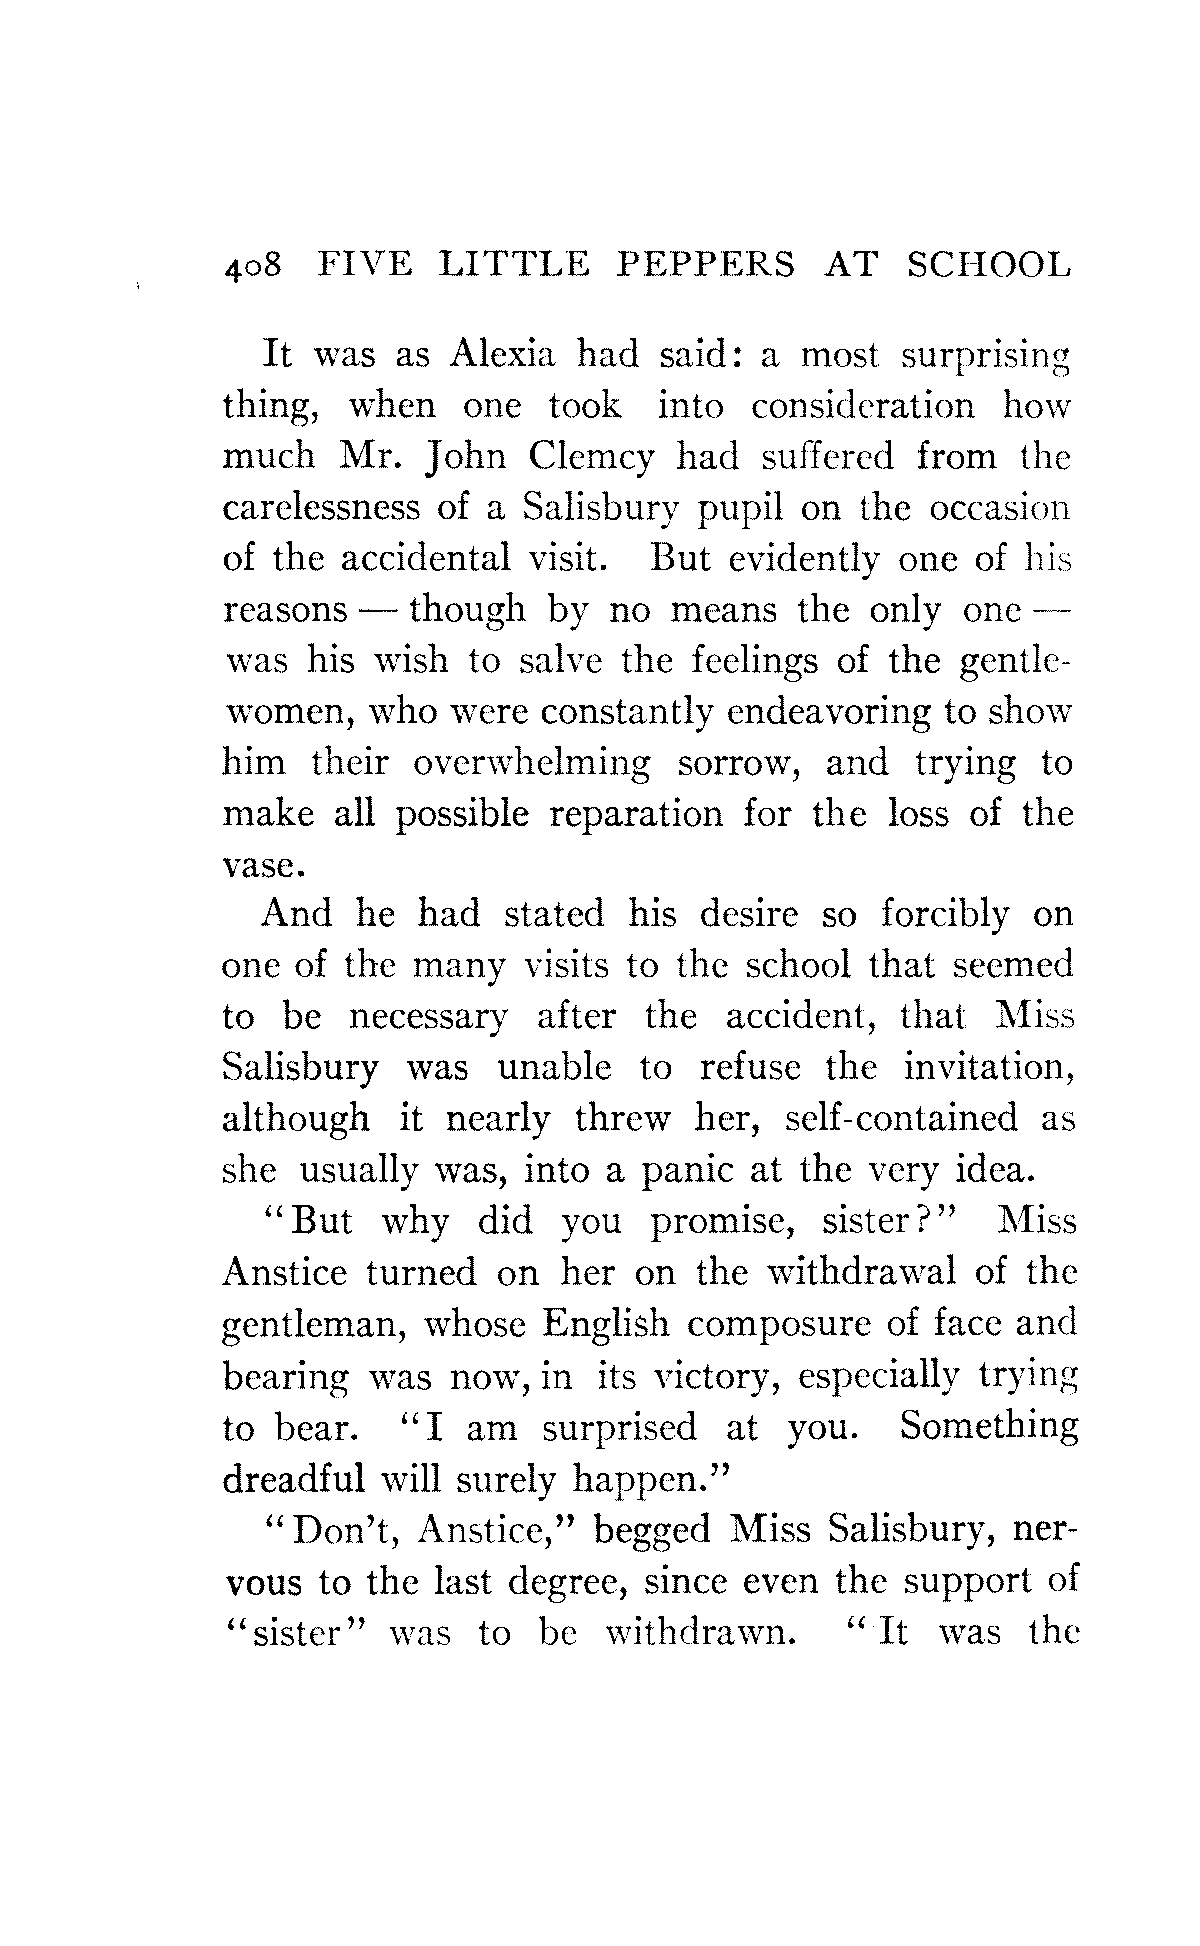 408 FIVE LITTLE PEPPERS AT SCHOOL
It was as Alexia had said: a most surprising
thing, when one took into consideration how
much Mr. John Clemcy had suffered from the
carelessness of a Salisbury pupil on the occasion
of the accidental visit. But evidently one of his
reasons — though by no means the only one —
was his wish to salve the feelings of the gentle-
women, who were constantly endeavoring to show
him their overwhelming sorrow, and trying to
make all possible reparation for the loss of the
vase.
And he had stated his desire so forcibly on
one of the many visits to the school that seemed
to be necessary after the accident, that Miss
Salisbury was unable to refuse the invitation,
although it nearly threw her, self-contained as
she usually was, into a panic at the very idea.
"But why did you promise, sister?" Miss
Anstice turned on her on the withdrawal of the
gentleman, whose English composure of face and
bearing was now, in its victory, especially trying
to bear. "I am surprised at you. Something
dreadful will surely happen."
"Don't, Anstice," begged Miss Salisbury, ner-
vous to the last degree, since even the support of
"sister" was to be withdrawn. "It was the